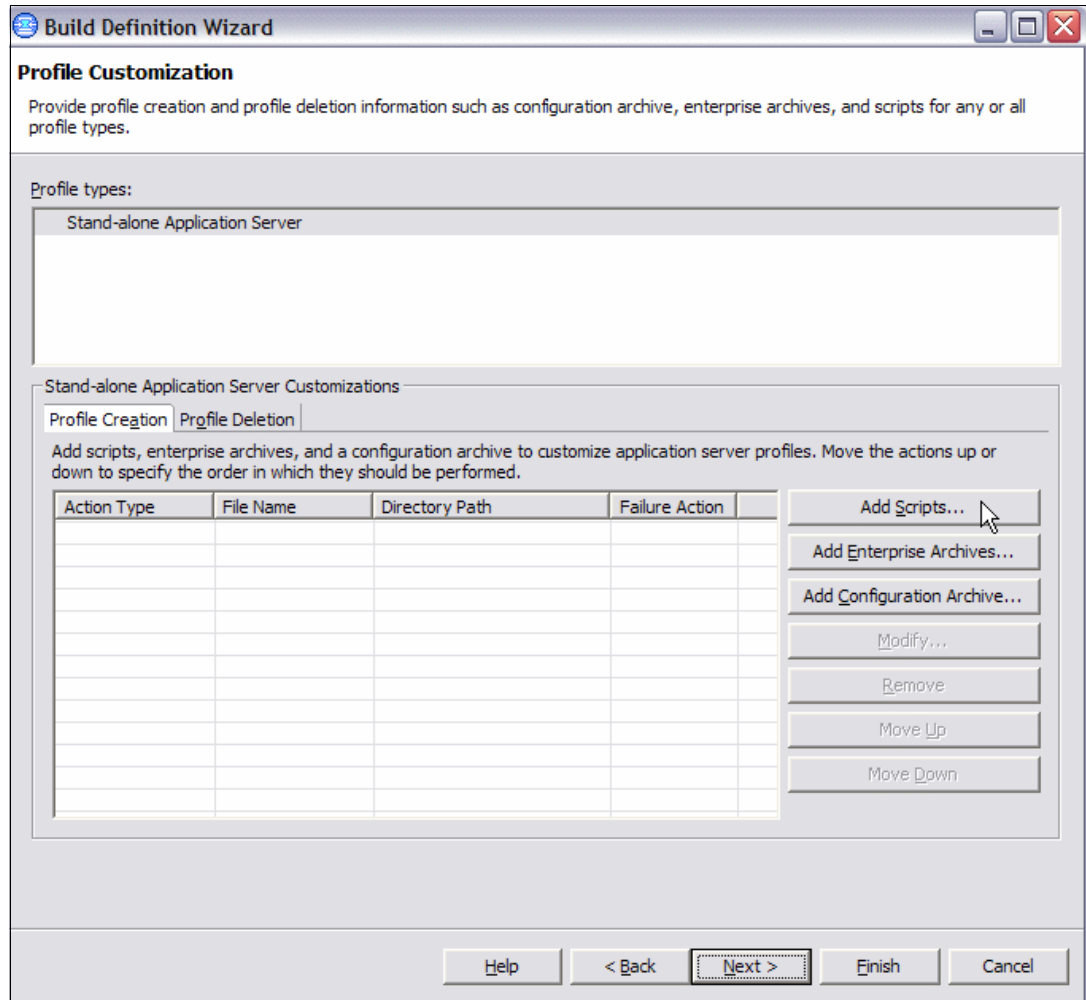 Build Definition Wizard
Profile Customization
Provide profile creation and profile deletion information such as configuration archive, enterprise archives, and scripts for any or all
profile types.
Profile types:
Stand-alone Application Server
Stand-alone Application Server Customizations
Profile Creation Profile Deletion
Add scripts, enterprise archives, and a configuration archive to customize application server profiles. Move the actions up or
down to specify the order in which they should be performed.
Action Type File Name Directory Path Failure Action
Add Scripts...
Add Enterprise Archives...
Add Configuration Archive...
Modify...
Remove
Move Up
Move Down
Help < Back Next > Finish Cancel